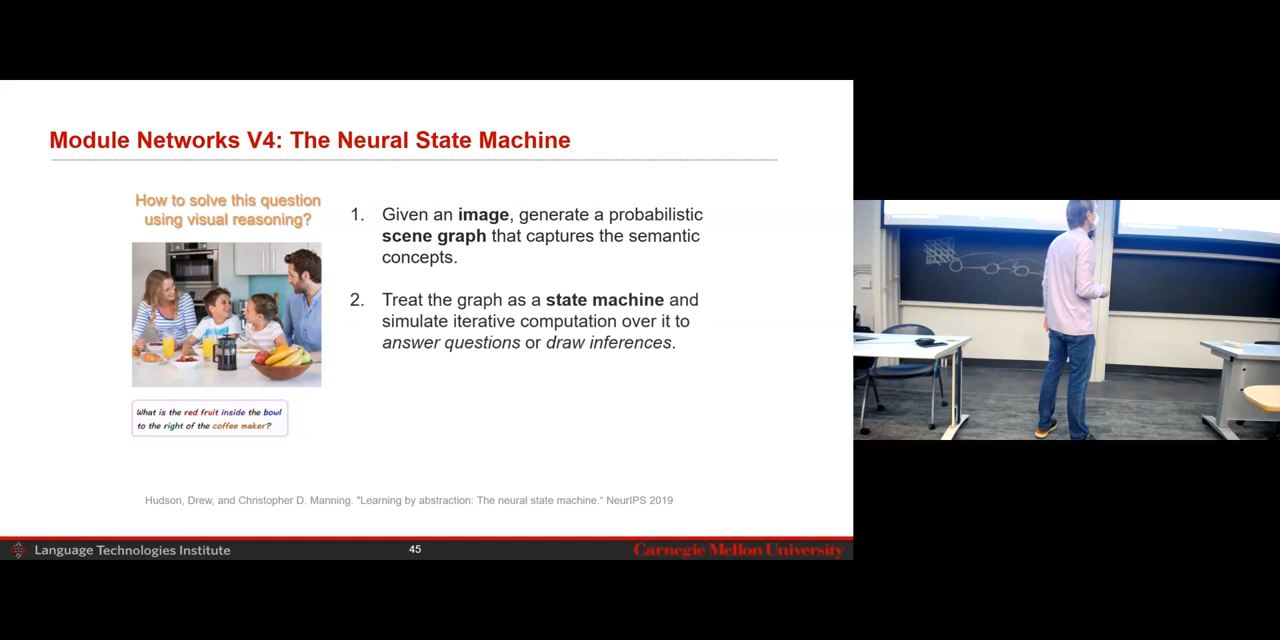 Module Networks V4: The Neural State Machine
How to solve this question
using visual reasoning?
What is the red fruit inside the bowl
to the right of the coffee maker?
1. Given an image, generate a probabilistic
scene graph that captures the semantic
concepts.
2. Treat the graph as a state machine and
simulate iterative computation over it to
answer questions or draw inferences.
Hudson, Drew, and Christopher D. Manning. "Learning by abstraction: The neural state machine." NeurIPS 2019
Language Technologies Institute
45
Carnegie Mellon University